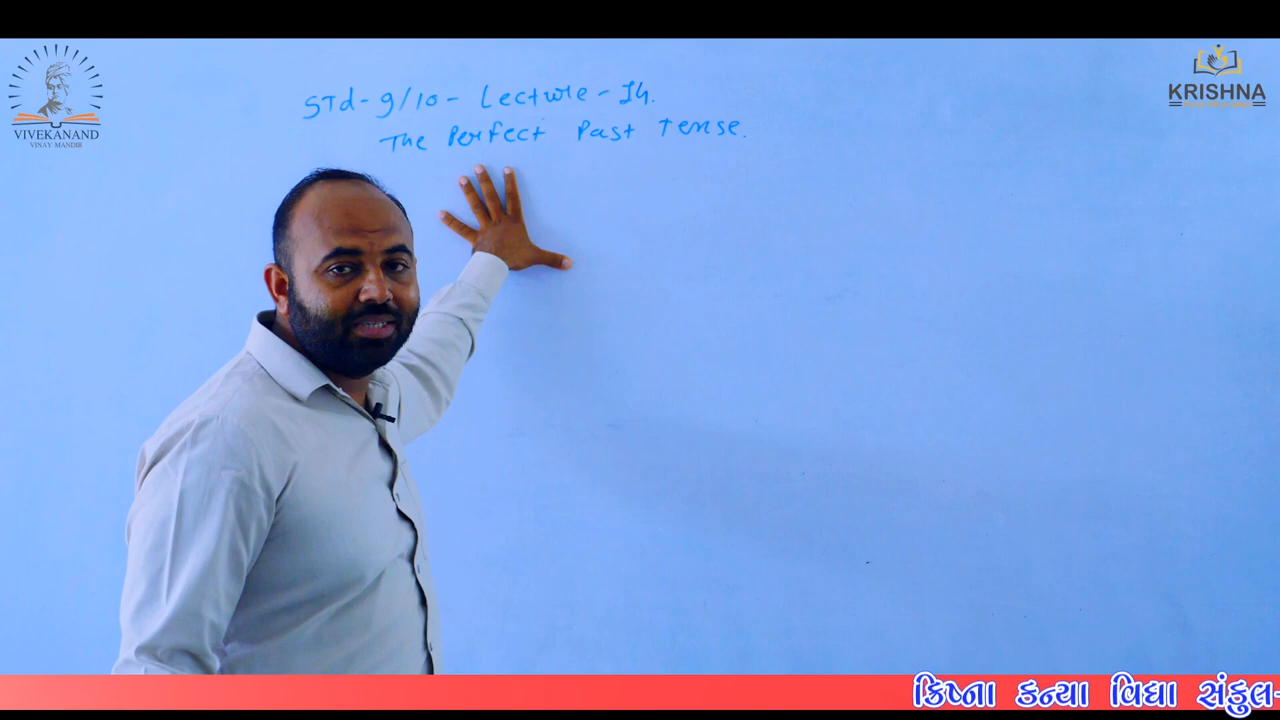 VIVEKANAND
VINAY MANDIR
KRISHNA
STd-9/10- Lecture-14.
The Perfect Past Tense.
ક્રિષ્ના કન્યા વિદ્યા સંકુલ-